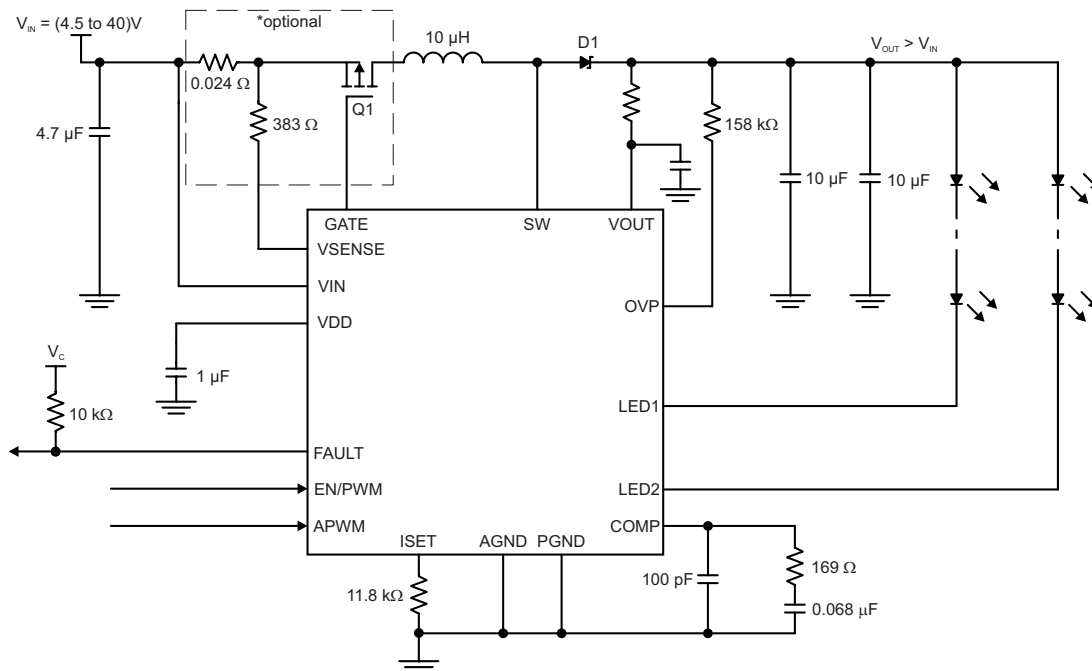 V_IN = (4.5 to 40)V
*optional
10 µH
D1
V_OUT > V_IN
0.024 Ω
Q1
4.7 µF
383 Ω
158 kΩ
10 µF
10 µF
GATE
SW
VOUT
VSENSE
VIN
OVP
VDD
V_C
1 µF
10 kΩ
LED1
FAULT
EN/PWM
LED2
APWM
COMP
ISET
AGND
PGND
11.8 kΩ
100 pF
169 Ω
0.068 µF